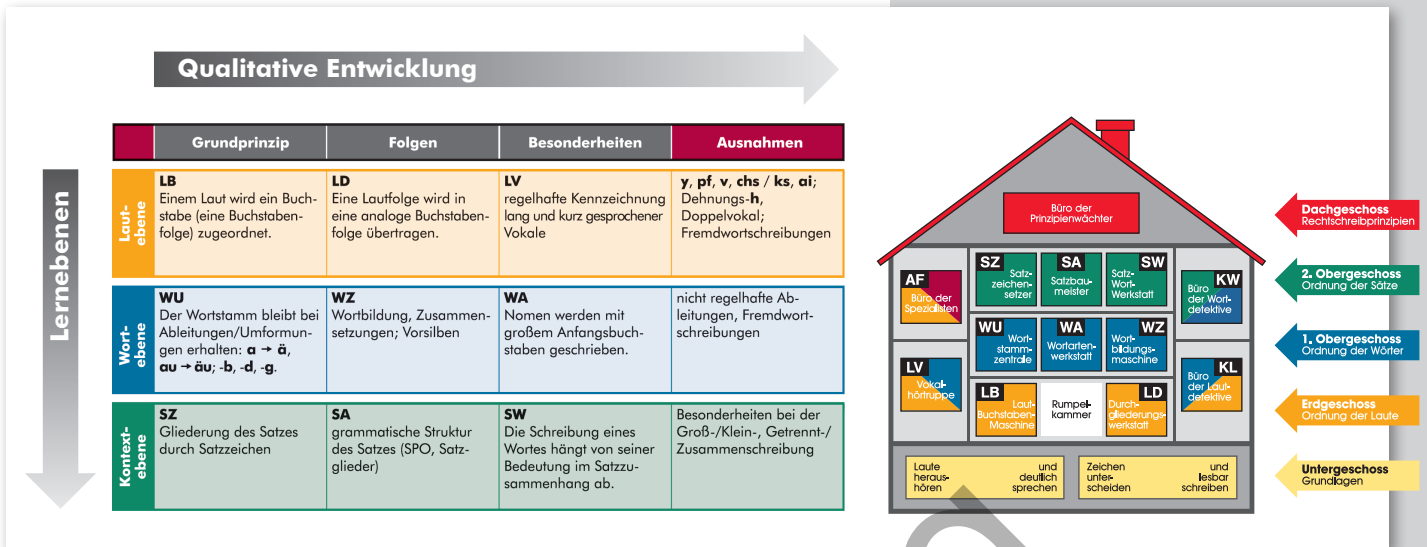 Qualitative Entwicklung
Lernebenen
Grundprinzip
Folgen
Besonderheiten
Ausnahmen
Laut-
ebene
LB
Einem Laut wird ein Buch-
stabe (eine Buchstaben-
folge) zugeordnet.
LD
Eine Lautfolge wird in
eine analoge Buchstaben-
folge übertragen.
LV
regelhafte Kennzeichnung
lang und kurz gesprochener
Vokale
y, pf, v, chs / ks, ai;
Dehnungs-h,
Doppelvokal;
Fremdwortschreibungen
Wort-
ebene
WU
Der Wortstamm bleibt bei
Ableitungen/Umformun-
gen erhalten: a → ä,
au → äu; -b, -d, -g.
WZ
Wortbildung, Zusammen-
setzungen; Vorsilben
WA
Nomen werden mit
großem Anfangsbuch-
staben geschrieben.
nicht regelhafte Ab-
leitungen, Fremdwort-
schreibungen
Kontext-
ebene
SZ
Gliederung des Satzes
durch Satzzeichen
SA
grammatische Struktur
des Satzes (SPO, Satz-
glieder)
SW
Die Schreibung eines
Wortes hängt von seiner
Bedeutung im Satzzu-
sammenhang ab.
Besonderheiten bei der
Groß-/Klein-, Getrennt-/
Zusammenschreibung
Büro der
Prinzipienwächter
AF
Büro der
Spezialisten
SZ
Satz-
zeichen-
setzer
SA
Satzbau-
meister
SW
Satz-
Wort-
Werkstatt
KW
Büro
der Wort-
detektive
WU
Wort-
stamm-
zentrale
WA
Wortarten-
werkstatt
WZ
Wort-
bildungs-
maschine
LV
Vokal-
hörtruppe
LB
Laut-
Buchstaben-
Maschine
Rumpel-
kammer
LD
Durch-
gliederungs-
werkstatt
KL
Büro
der Laut-
detektive
Laute und
heraus- deutlich
hören sprechen
Zeichen und
unter- lesbar
scheiden schreiben
Dachgeschoss
Rechtschreibprinzipien
2. Obergeschoss
Ordnung der Sätze
1. Obergeschoss
Ordnung der Wörter
Erdgeschoss
Ordnung der Laute
Untergeschoss
Grundlagen